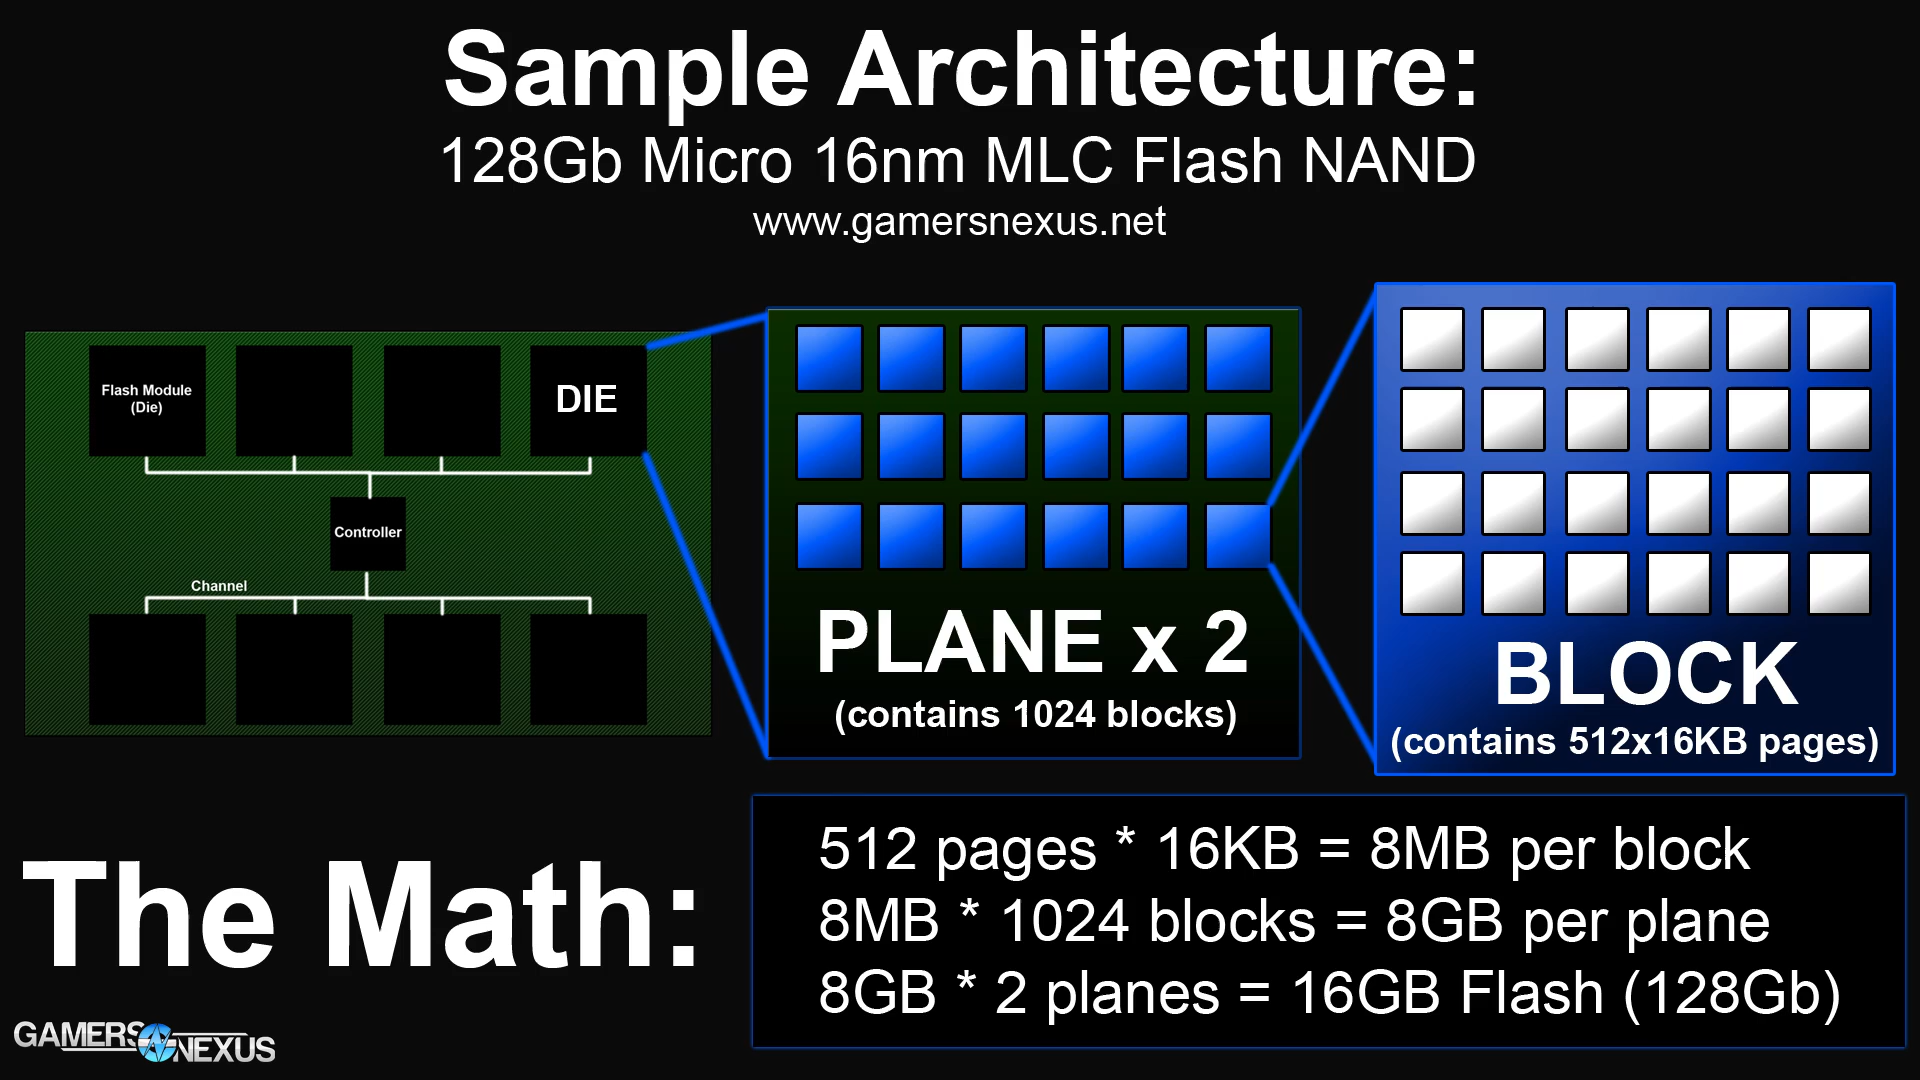 Sample Architecture:
128Gb Micro 16nm MLC Flash NAND
www.gamersnexus.net
Flash Module
(Die)
DIE
Controller
Channel
PLANE x 2
(contains 1024 blocks)
BLOCK
(contains 512x16KB pages)
The Math:
512 pages * 16KB = 8MB per block
8MB * 1024 blocks = 8GB per plane
8GB * 2 planes = 16GB Flash (128Gb)
GAMERS NEXUS